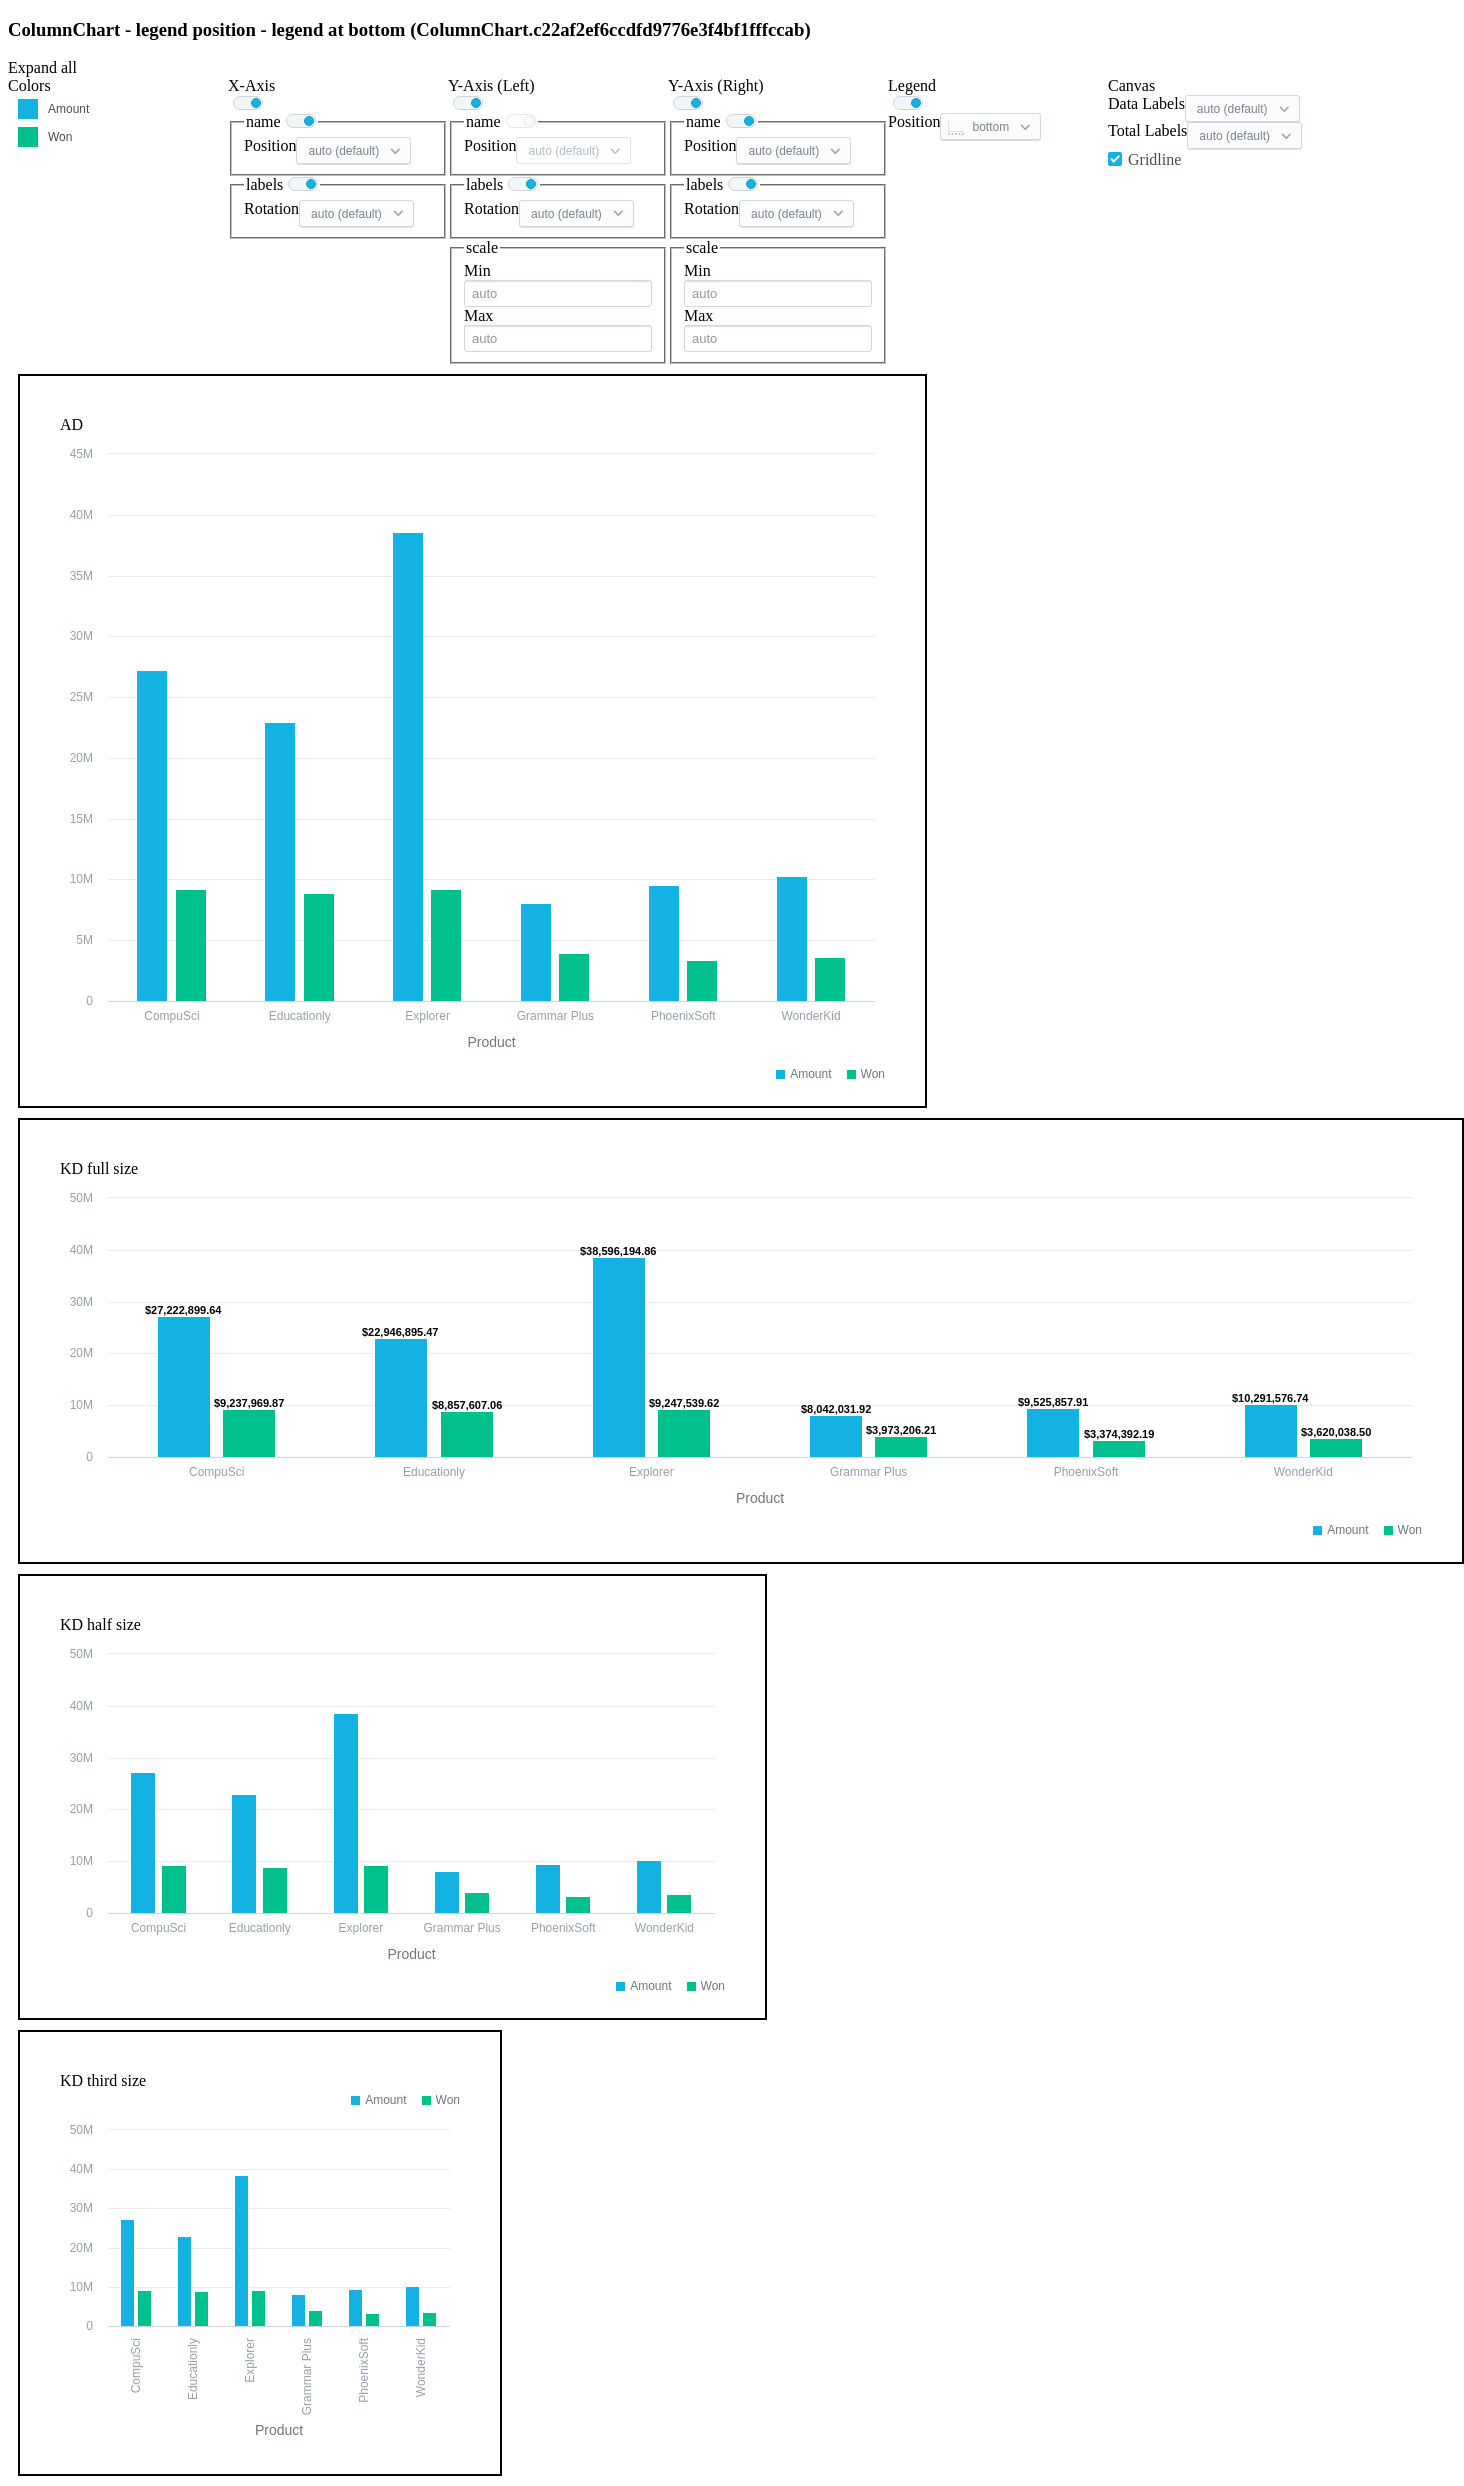 ColumnChart - legend position - legend at bottom (ColumnChart.c22af2ef6ccdfd9776e3f4bf1fffccab)
Expand all
Colors
Amount
Won
X-Axis
name
Position auto (default)
labels
Rotation auto (default)
Y-Axis (Left)
name
Position auto (default)
labels
Rotation auto (default)
scale
Min
auto
Max
auto
Y-Axis (Right)
name
Position auto (default)
labels
Rotation auto (default)
scale
Min
auto
Max
auto
Legend
Position bottom
Canvas
Data Labels auto (default)
Total Labels auto (default)
Gridline
AD
45M
40M
35M
30M
25M
20M
15M
10M
5M
0
CompuSci Educationly Explorer Grammar Plus PhoenixSoft WonderKid
Product
Amount Won
KD full size
50M
40M
30M
20M
10M
0
$38,596,194.86
$27,222,899.64
$22,946,895.47
$9,237,969.87
$8,857,607.06
$9,247,539.62
$8,042,031.92
$3,973,206.21
$9,525,857.91
$3,374,392.19
$10,291,576.74
$3,620,038.50
CompuSci Educationly Explorer Grammar Plus PhoenixSoft WonderKid
Product
Amount Won
KD half size
50M
40M
30M
20M
10M
0
CompuSci Educationly Explorer Grammar Plus PhoenixSoft WonderKid
Product
Amount Won
KD third size
Amount Won
50M
40M
30M
20M
10M
0
CompuSci
Educationly
Explorer
Grammar Plus
PhoenixSoft
WonderKid
Product